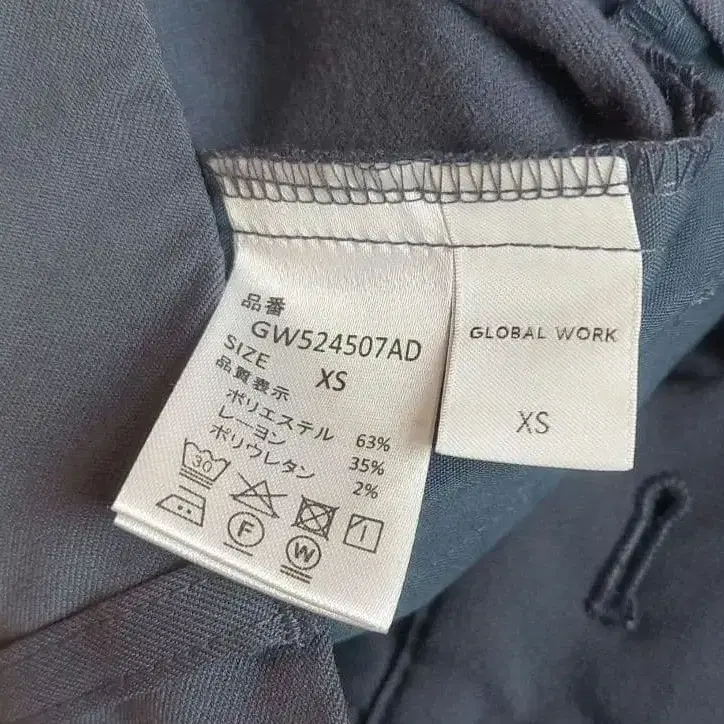 品番
GW524507AD
SIZE
XS
品質表示
ポリエステル 63%
レーヨン 35%
ポリウレタン 2%
30
F
W
GLOBAL WORK
XS